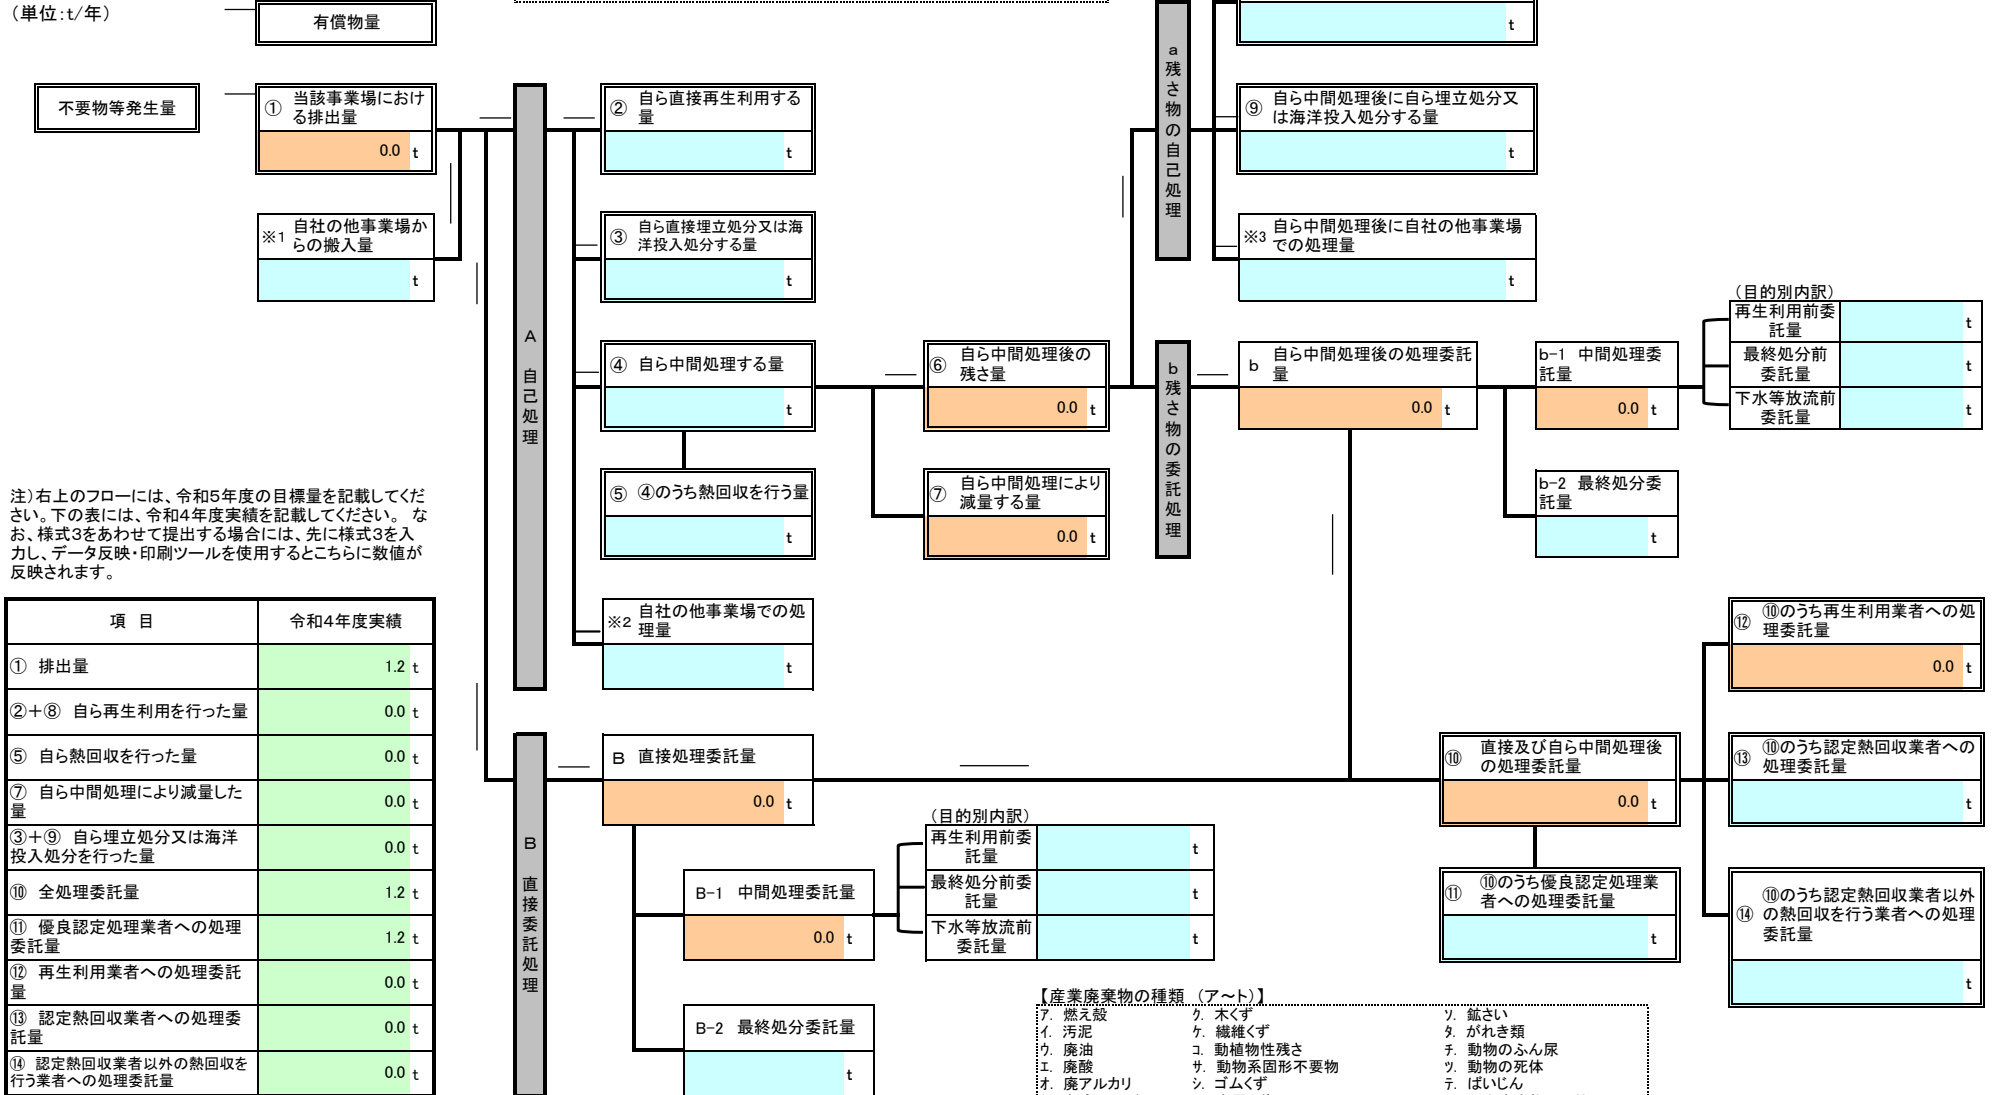 (単位:t/年)
有償物量
t
不要物等発生量
① 当該事業場におけ
る排出量
0.0 t
※1 自社の他事業場か
らの搬入量
t
A 自己処理
② 自ら直接再生利用する
量
t
③ 自ら直接埋立処分又は海
洋投入処分する量
t
④ 自ら中間処理する量
t
⑤ ④のうち熱回収を行う量
t
※2 自社の他事業場での処
理量
t
⑥ 自ら中間処理後の
残さ量
0.0 t
⑦ 自ら中間処理により
減量する量
0.0 t
a 残さ物の自己処理
⑨ 自ら中間処理後に自ら埋立処分又
は海洋投入処分する量
t
※3 自ら中間処理後に自社の他事業場
での処理量
t
b 残さ物の委託処理
b 自ら中間処理後の処理委託
量
0.0 t
b-1 中間処理委
託量
0.0 t
b-2 最終処分委
託量
t
(目的別内訳)
再生利用前委
託量
t
最終処分前
委託量
t
下水等放流前
委託量
t
注)右上のフローには、令和5年度の目標量を記載してくだ
さい。下の表には、令和4年度実績を記載してください。 な
お、様式3をあわせて提出する場合には、先に様式3を入
力し、データ反映・印刷ツールを使用するとこちらに数値が
反映されます。
項 目 令和4年度実績
① 排出量 1.2 t
②+⑧ 自ら再生利用を行った量 0.0 t
⑤ 自ら熱回収を行った量 0.0 t
⑦ 自ら中間処理により減量した
量 0.0 t
③+⑨ 自ら埋立処分又は海洋
投入処分を行った量 0.0 t
⑩ 全処理委託量 1.2 t
⑪ 優良認定処理業者への処理
委託量 1.2 t
⑫ 再生利用業者への処理委託
量 0.0 t
⑬ 認定熱回収業者への処理委
託量 0.0 t
⑭ 認定熱回収業者以外の熱回収を
行う業者への処理委託量 0.0 t
B 直接委託処理
B 直接処理委託量
0.0 t
B-1 中間処理委託量
0.0 t
B-2 最終処分委託量
t
(目的別内訳)
再生利用前委
託量
t
最終処分前委
託量
t
下水等放流前
委託量
t
⑩ 直接及び自ら中間処理後
の処理委託量
0.0 t
⑪ ⑩のうち優良認定処理業
者への処理委託量
t
⑫ ⑩のうち再生利用業者への処
理委託量
0.0 t
⑬ ⑩のうち認定熱回収業者への
処理委託量
t
⑭ ⑩のうち認定熱回収業者以外
の熱回収を行う業者への処理
委託量
t
【産業廃棄物の種類 (ア~ト)】
ア. 燃え殻 ク. 木くず ソ. 鉱さい
イ. 汚泥 ケ. 繊維くず タ. がれき類
ウ. 廃油 コ. 動植物性残さ チ. 動物のふん尿
エ. 廃酸 サ. 動物系固形不要物 ツ. 動物の死体
オ. 廃アルカリ シ. ゴムくず テ. ばいじん